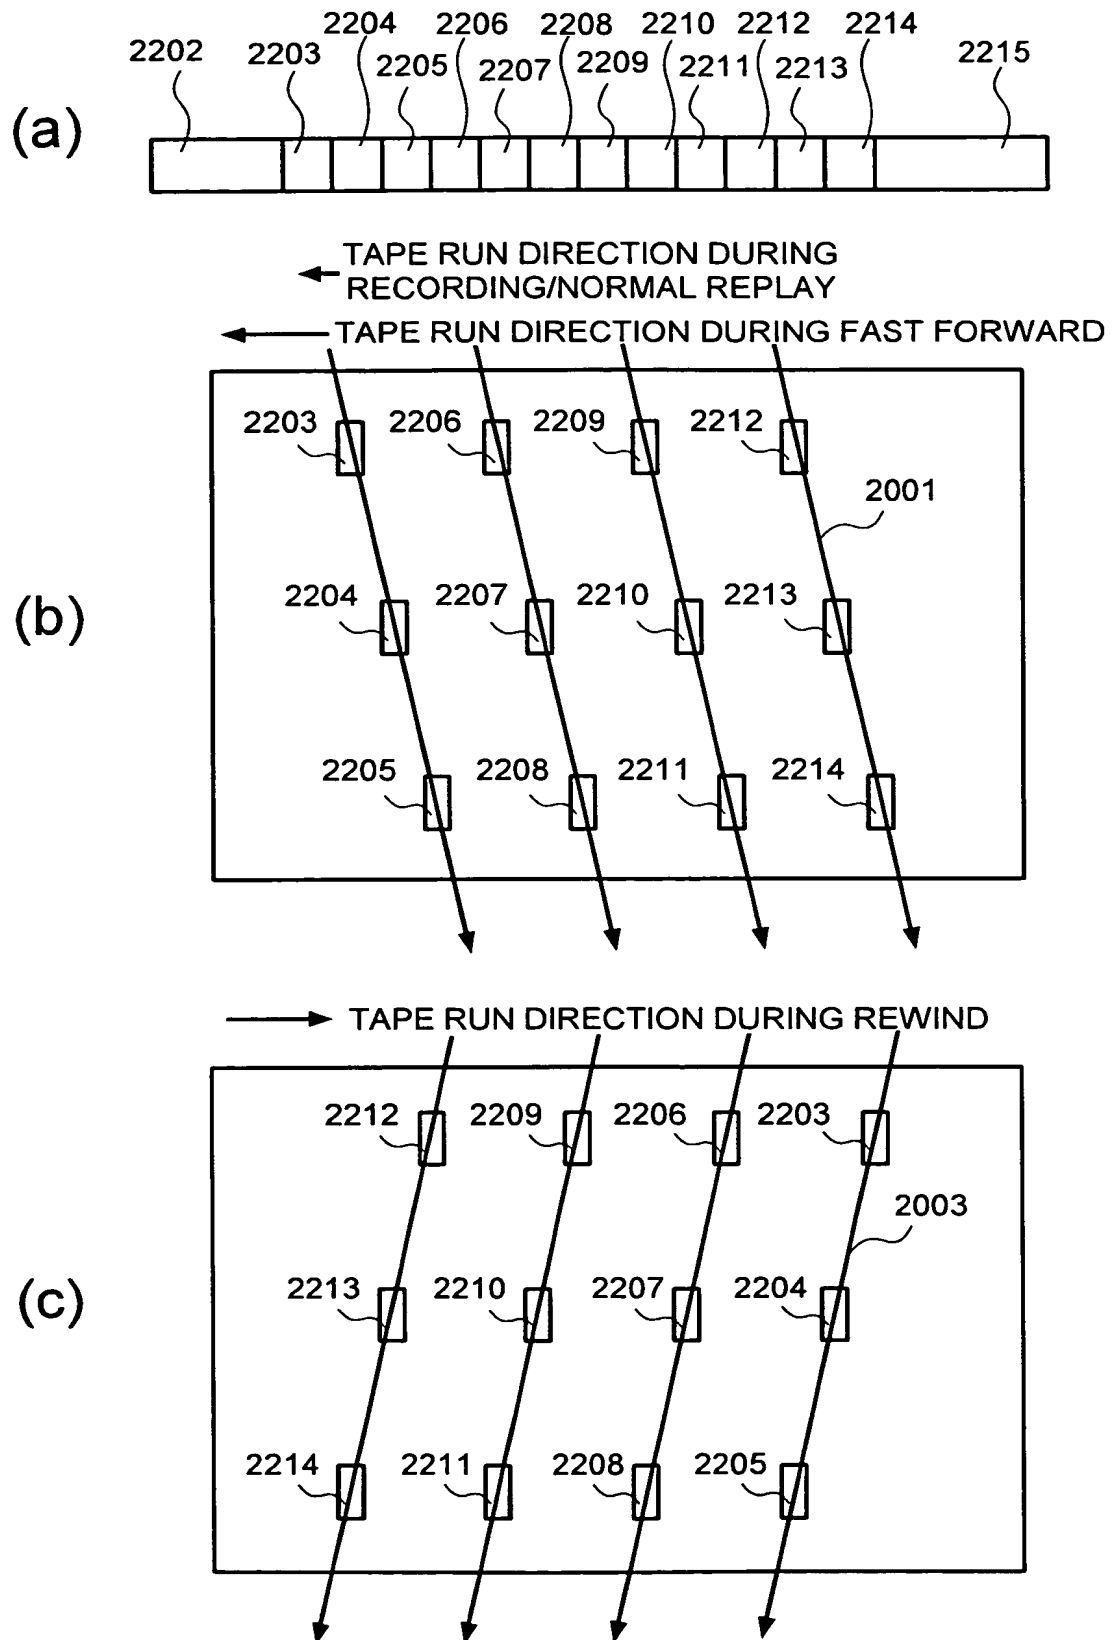 2204 2206 2208 2210 2212 2214
2202 2203 2205 2207 2209 2211 2213 2215
(a)
TAPE RUN DIRECTION DURING
RECORDING/NORMAL REPLAY
TAPE RUN DIRECTION DURING FAST FORWARD
2203 2206 2209 2212
2001
(b)
2204 2207 2210 2213
2205 2208 2211 2214
TAPE RUN DIRECTION DURING REWIND
2212 2209 2206 2203
2003
(c)
2213 2210 2207 2204
2214 2211 2208 2205